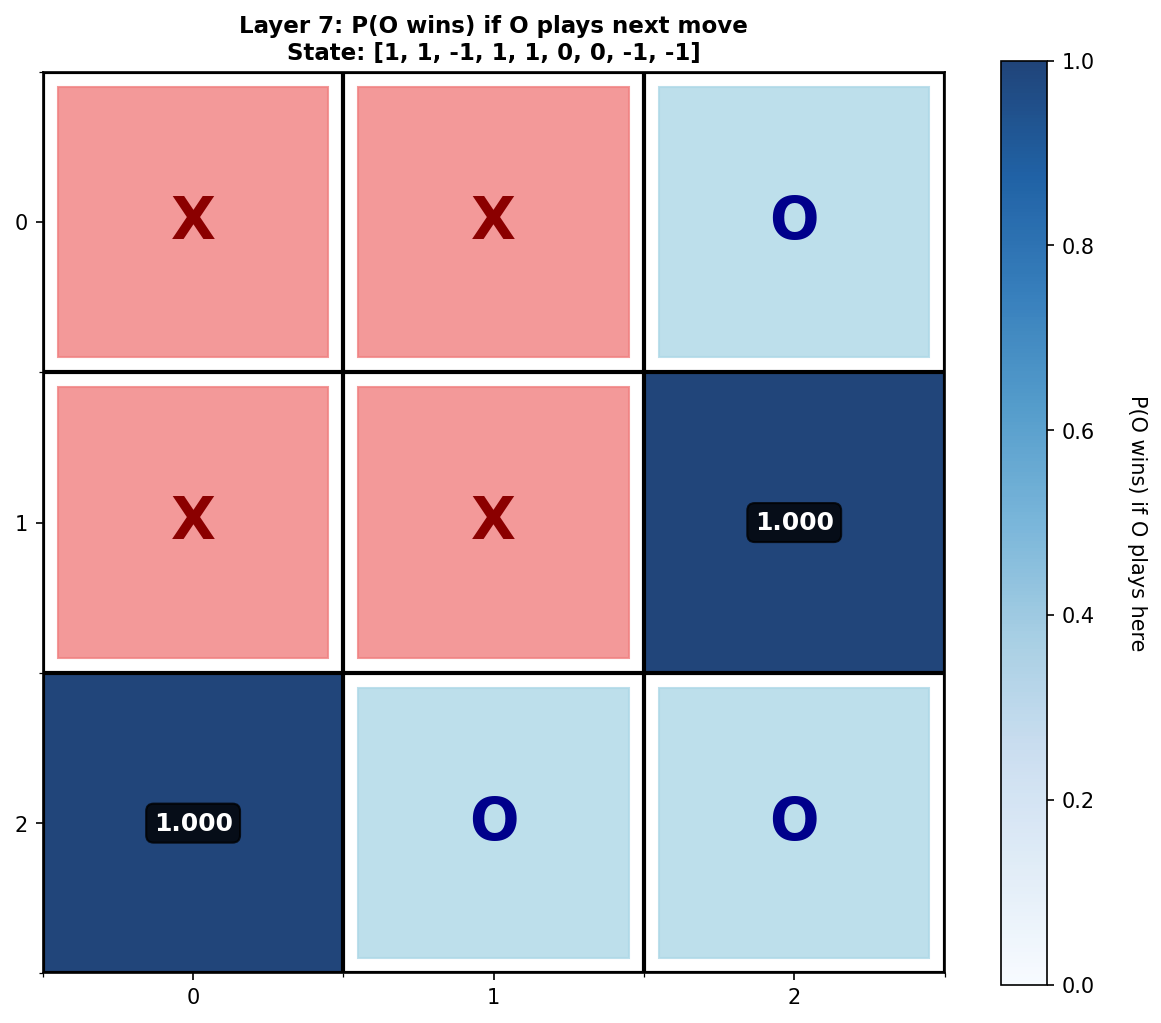 Layer 7: P(O wins) if O plays next move
State: [1, 1, -1, 1, 1, 0, 0, -1, -1]
0
X
X
O
1
X
X
1.000
2
1.000
O
O
0
1
2
1.0
0.8
0.6
0.4
0.2
0.0
P(O wins) if O plays here